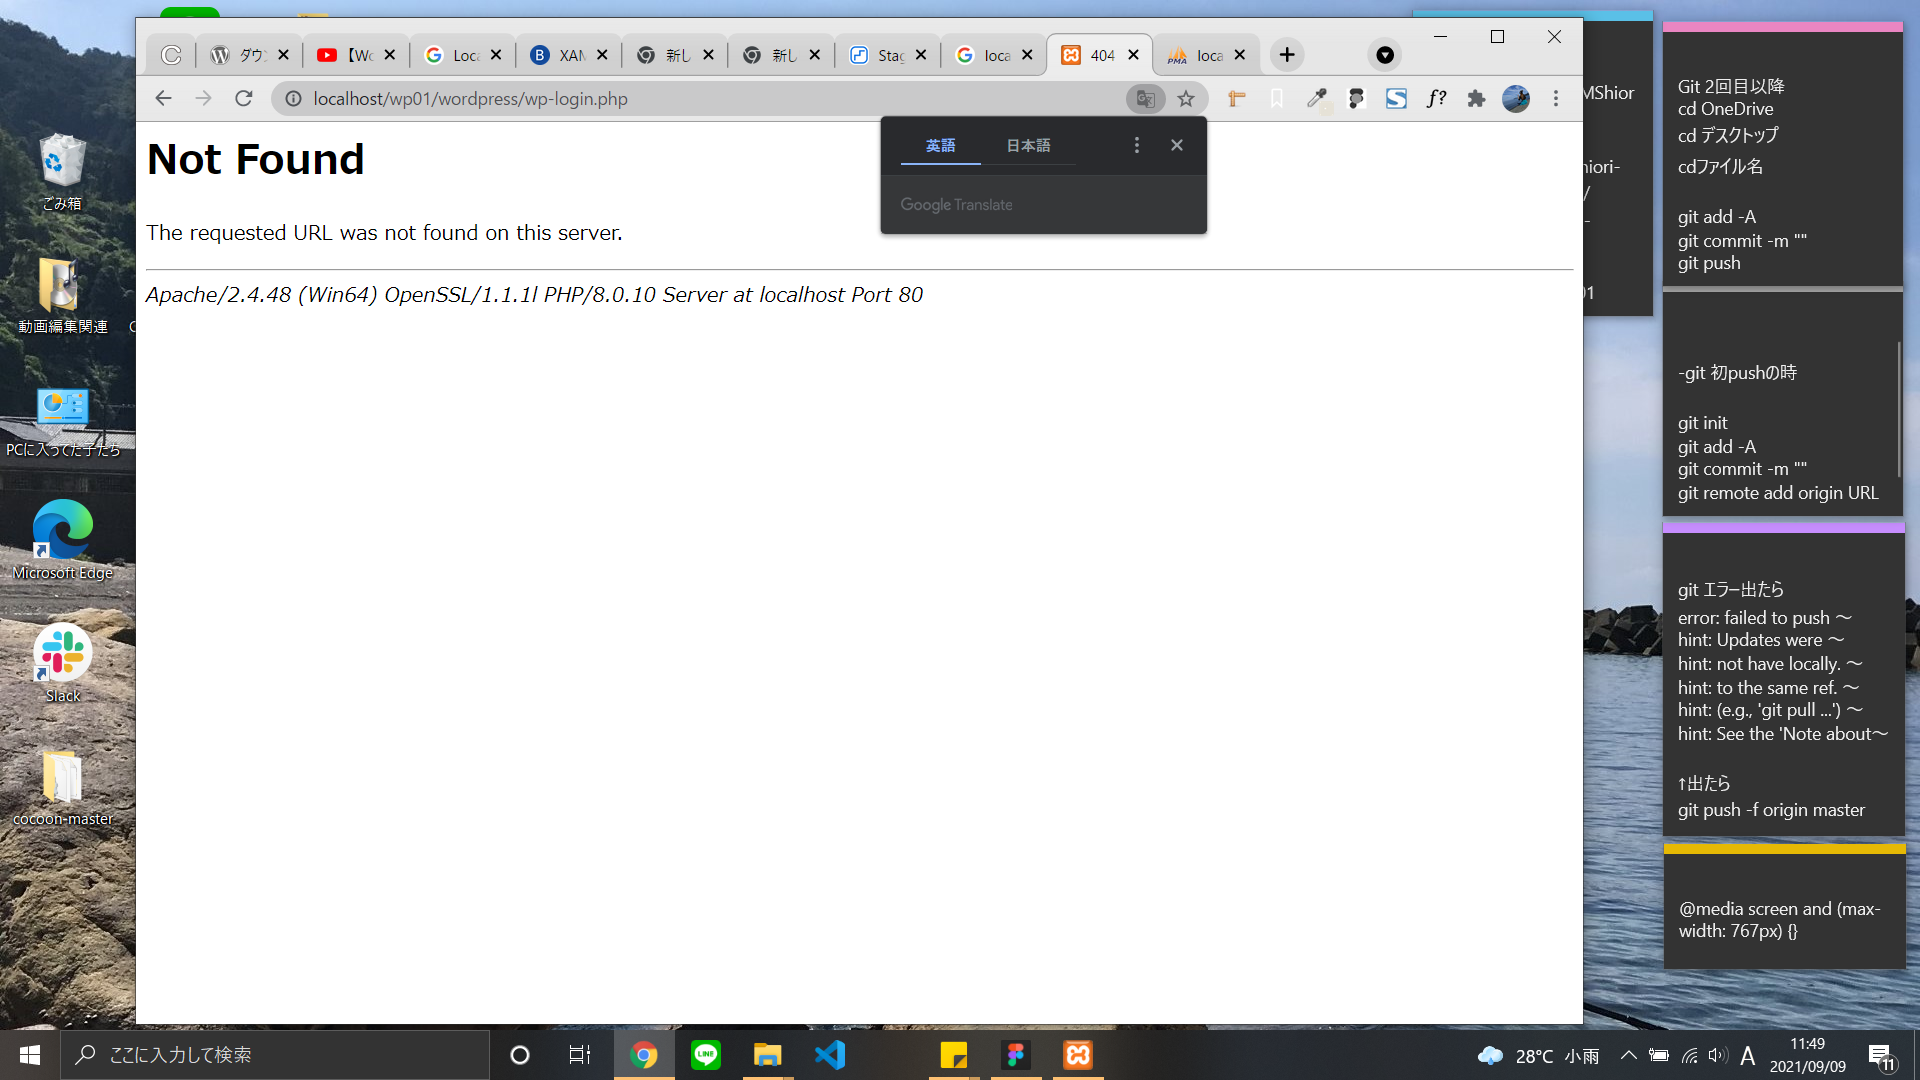 ダウ
【Wo
Loca
XAM
新し
新し
Stag
loca
404
loca
PMA
localhost/wp01/wordpress/wp-login.php
f?
英語
日本語
Google Translate
Not Found
The requested URL was not found on this server.
Apache/2.4.48 (Win64) OpenSSL/1.1.1l PHP/8.0.10 Server at localhost Port 80
ごみ箱
動画編集関連
PCに入ってた子たち
Microsoft Edge
Slack
cocoon-master
MShior
hiori-
/
-
01
Git 2回目以降
cd OneDrive
cd デスクトップ
cdファイル名
git add -A
git commit -m ""
git push
-git 初pushの時
git init
git add -A
git commit -m ""
git remote add origin URL
git エラー出たら
error: failed to push ～
hint: Updates were ～
hint: not have locally. ～
hint: to the same ref. ～
hint: (e.g., 'git pull ...') ～
hint: See the 'Note about～
↑出たら
git push -f origin master
@media screen and (max-
width: 767px) {}
ここに入力して検索
LINE
28°C 小雨
A
11:49
2021/09/09
11